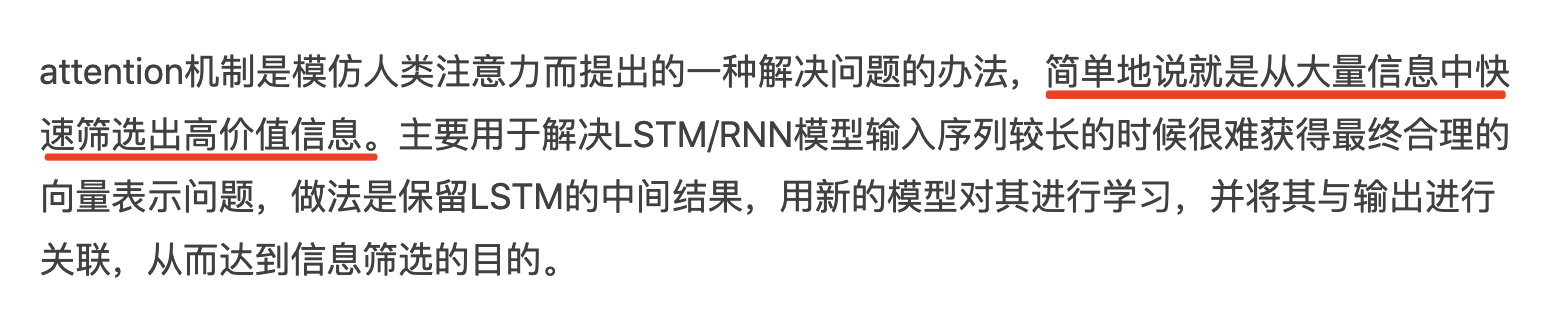 attention机制是模仿人类注意力而提出的一种解决问题的办法，简单地说就是从大量信息中快
速筛选出高价值信息。主要用于解决LSTM/RNN模型输入序列较长的时候很难获得最终合理的
向量表示问题，做法是保留LSTM的中间结果，用新的模型对其进行学习，并将其与输出进行
关联，从而达到信息筛选的目的。